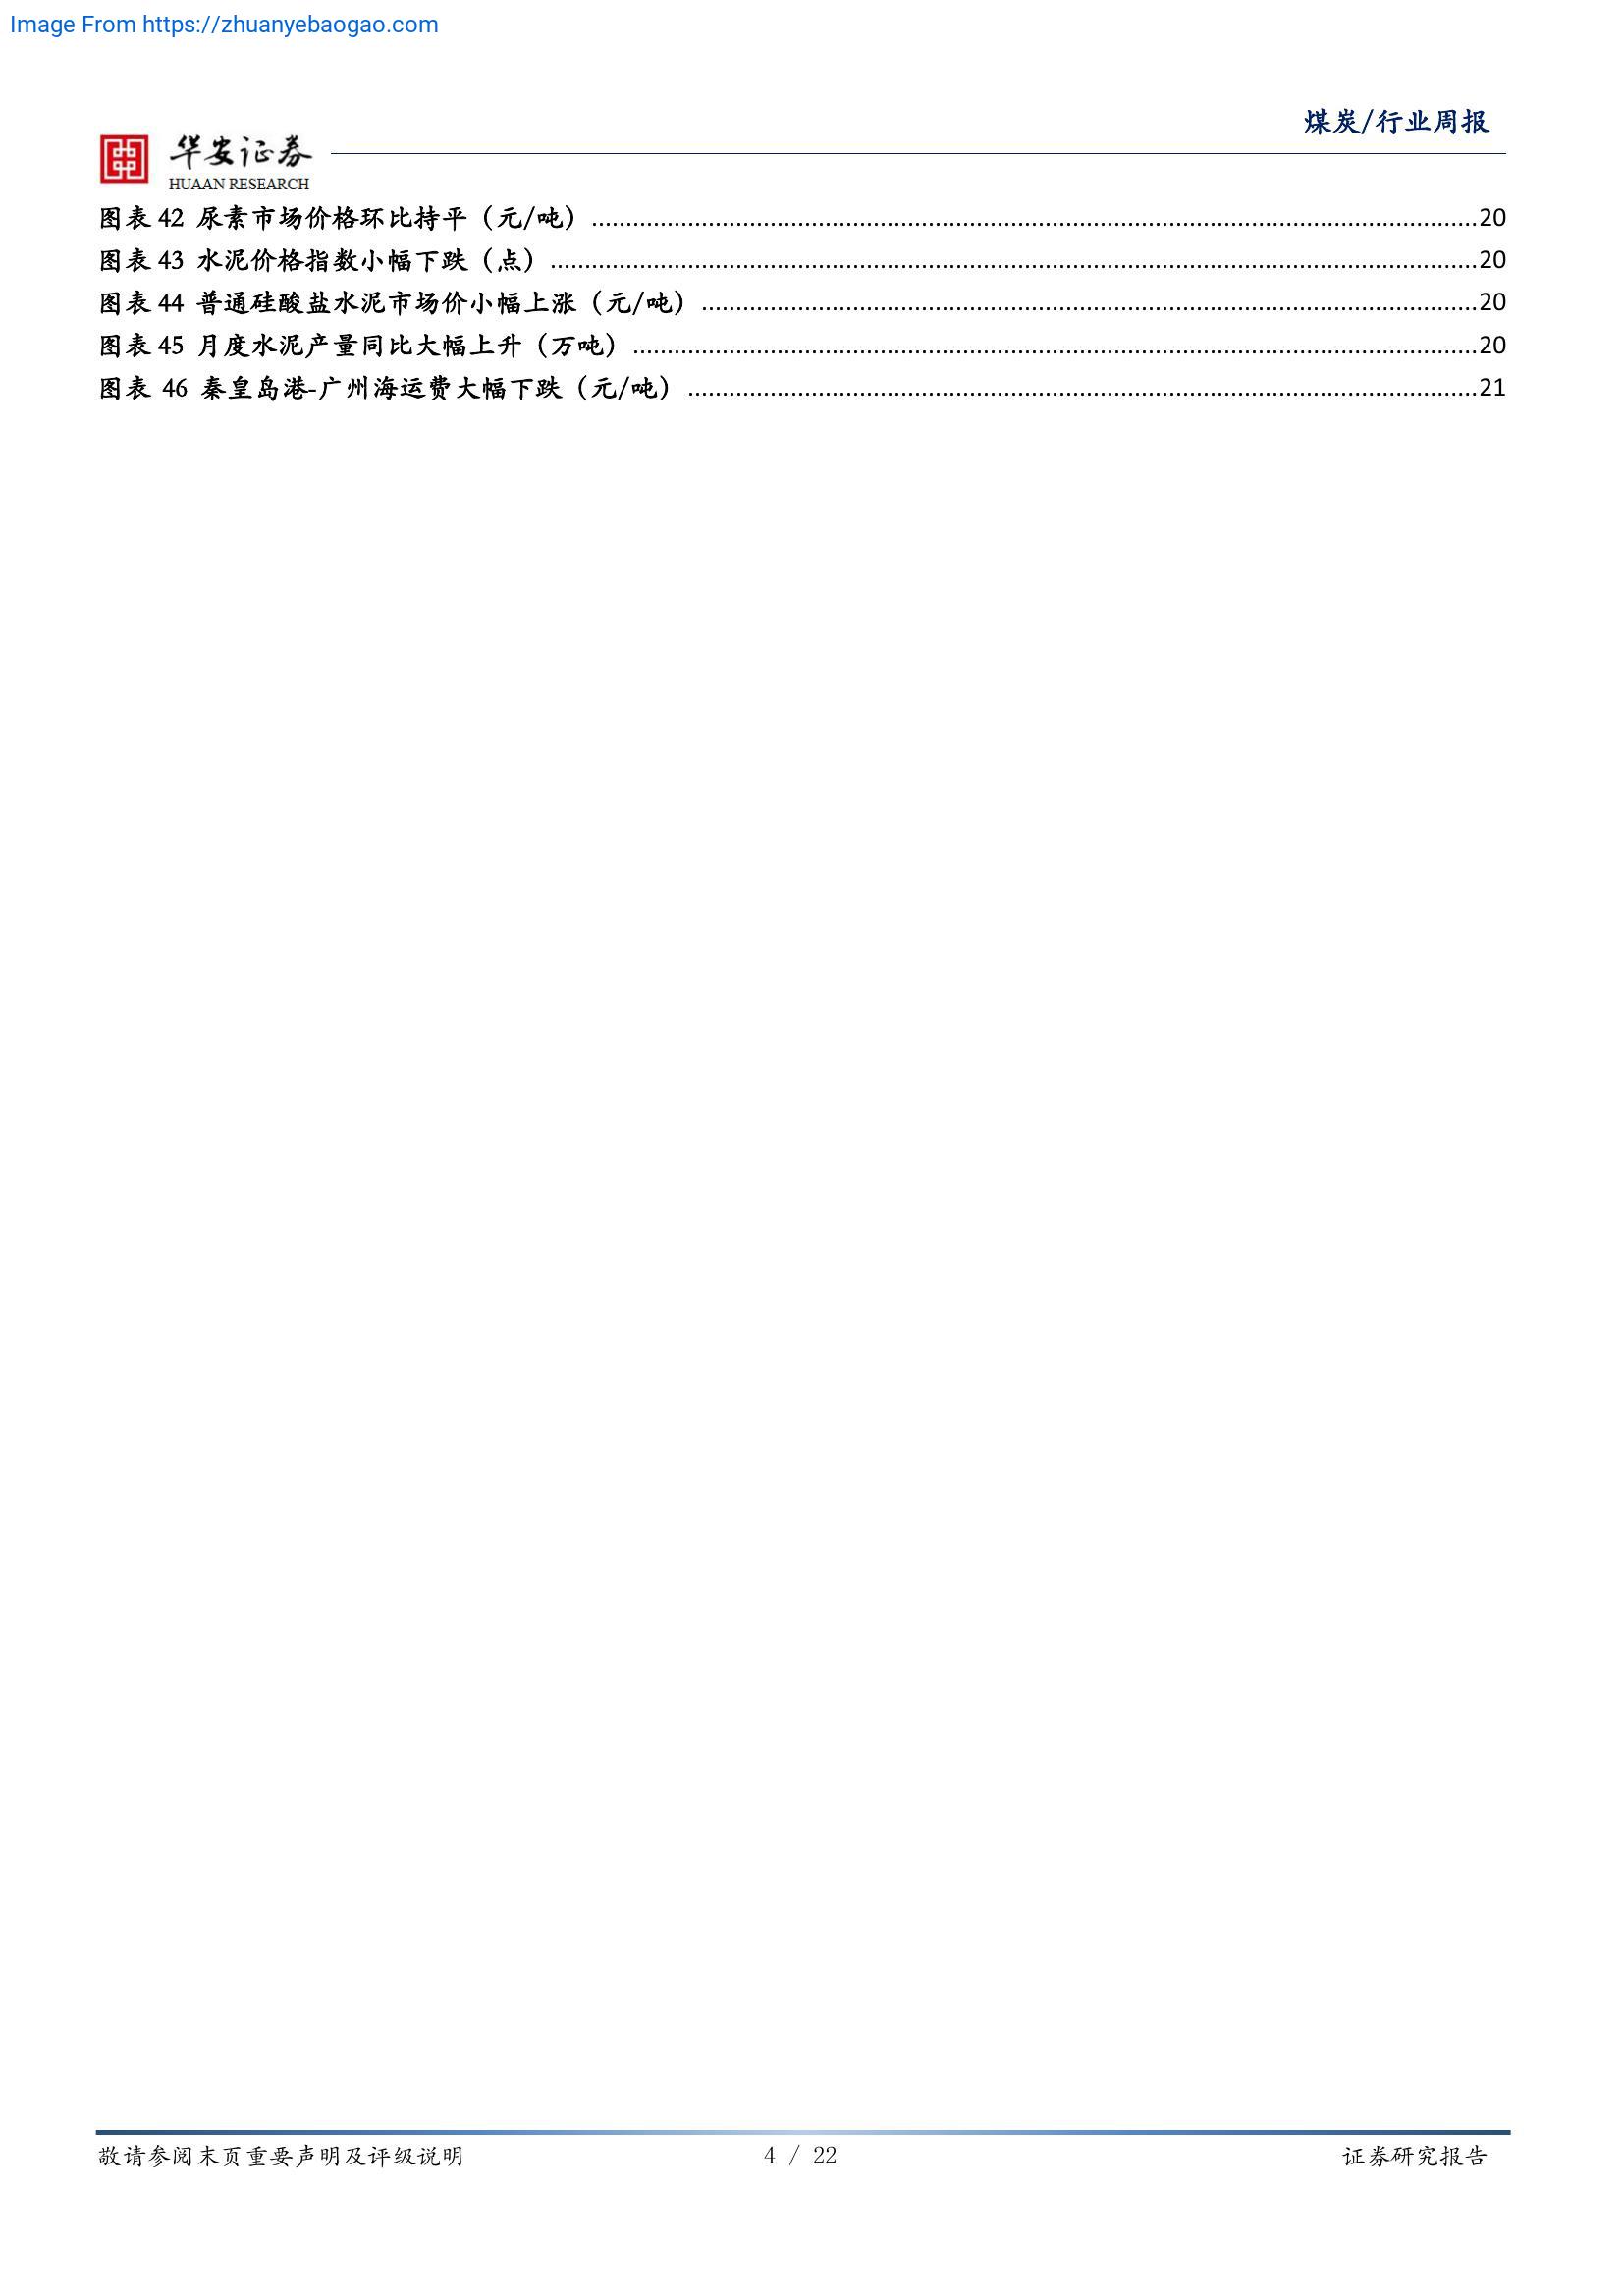 Image From https://zhuanyebaogao.com
煤炭/行业周报
华安证券
HUAAN RESEARCH
图表 42 尿素市场价格环比持平（元/吨）....................20
图表 43 水泥价格指数小幅下跌（点）....................20
图表 44 普通硅酸盐水泥市场价小幅上涨（元/吨）....................20
图表 45 月度水泥产量同比大幅上升（万吨）....................20
图表 46 秦皇岛港-广州海运费大幅下跌（元/吨）....................21
敬请参阅末页重要声明及评级说明 4 / 22 证券研究报告